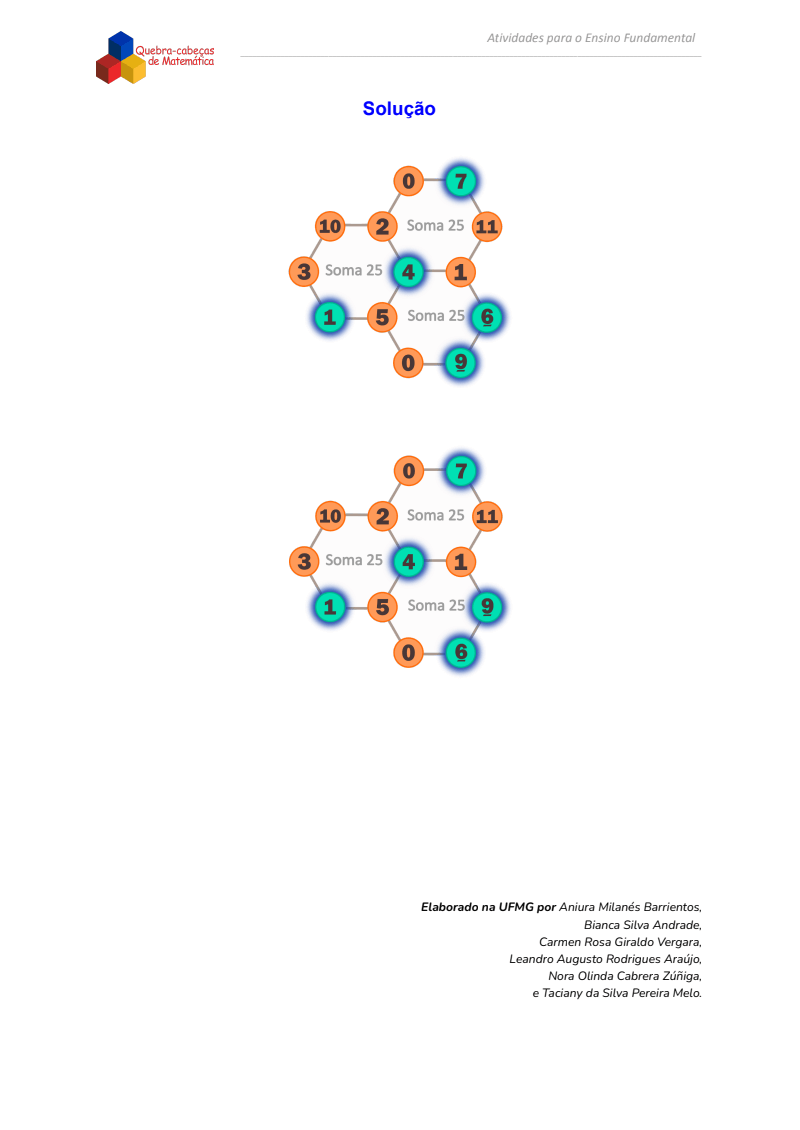 Quebra-cabeças
de Matemática
Atividades para o Ensino Fundamental
Solução
0 7
10 2 Soma 25 11
3 Soma 25 4 1
1 5 Soma 25 6
0 9
0 7
10 2 Soma 25 11
3 Soma 25 4 1
1 5 Soma 25 9
0 6
Elaborado na UFMG por Aniura Milanés Barrientos,
Bianca Silva Andrade,
Carmen Rosa Giraldo Vergara,
Leandro Augusto Rodrigues Araújo,
Nora Olinda Cabrera Zúñiga,
e Taciany da Silva Pereira Melo.